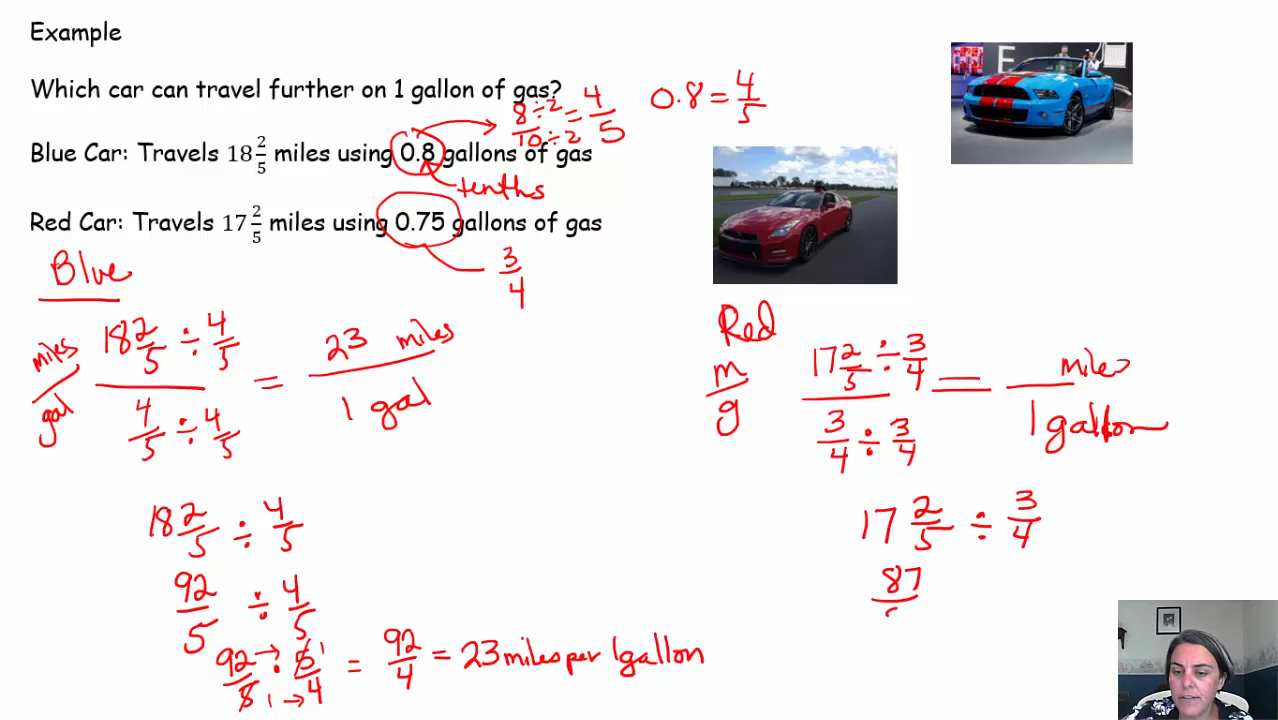 Example
Which car can travel further on 1 gallon of gas?
8 ÷ 2 / 10 ÷ 2 = 4/5
0.8 = 4/5
Blue Car: Travels 18 2/5 miles using 0.8 gallons of gas
tenths
Red Car: Travels 17 2/5 miles using 0.75 gallons of gas
3/4
Blue
miles/gal 18 2/5 ÷ 4/5 / 4/5 ÷ 4/5 = 23 miles / 1 gal
18 2/5 ÷ 4/5
92/5 ÷ 4/5
92/5 · 5/4 = 92/4 = 23 miles per 1 gallon
1
1
Red
m/g 17 2/5 ÷ 3/4 / 3/4 ÷ 3/4 = miles / 1 gallon
17 2/5 ÷ 3/4
87
E